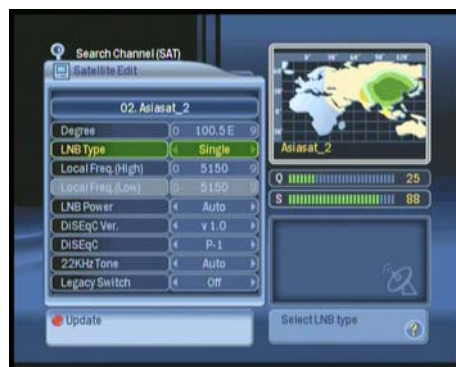 Search Channel (SAT)
Satellite Edit
02. Asiasat_2
Degree 0 100.5 E 9
LNB Type Single
Local Freq.(High) 0 5150 9
Local Freq.(Low) 0 5150 9
LNB Power Auto
DiSEqC Ver. v 1.0
DiSEqC P-1
22KHz Tone Auto
Legacy Switch Off
Update
Asiasat_2
Q 25
S 88
Select LNB type
?